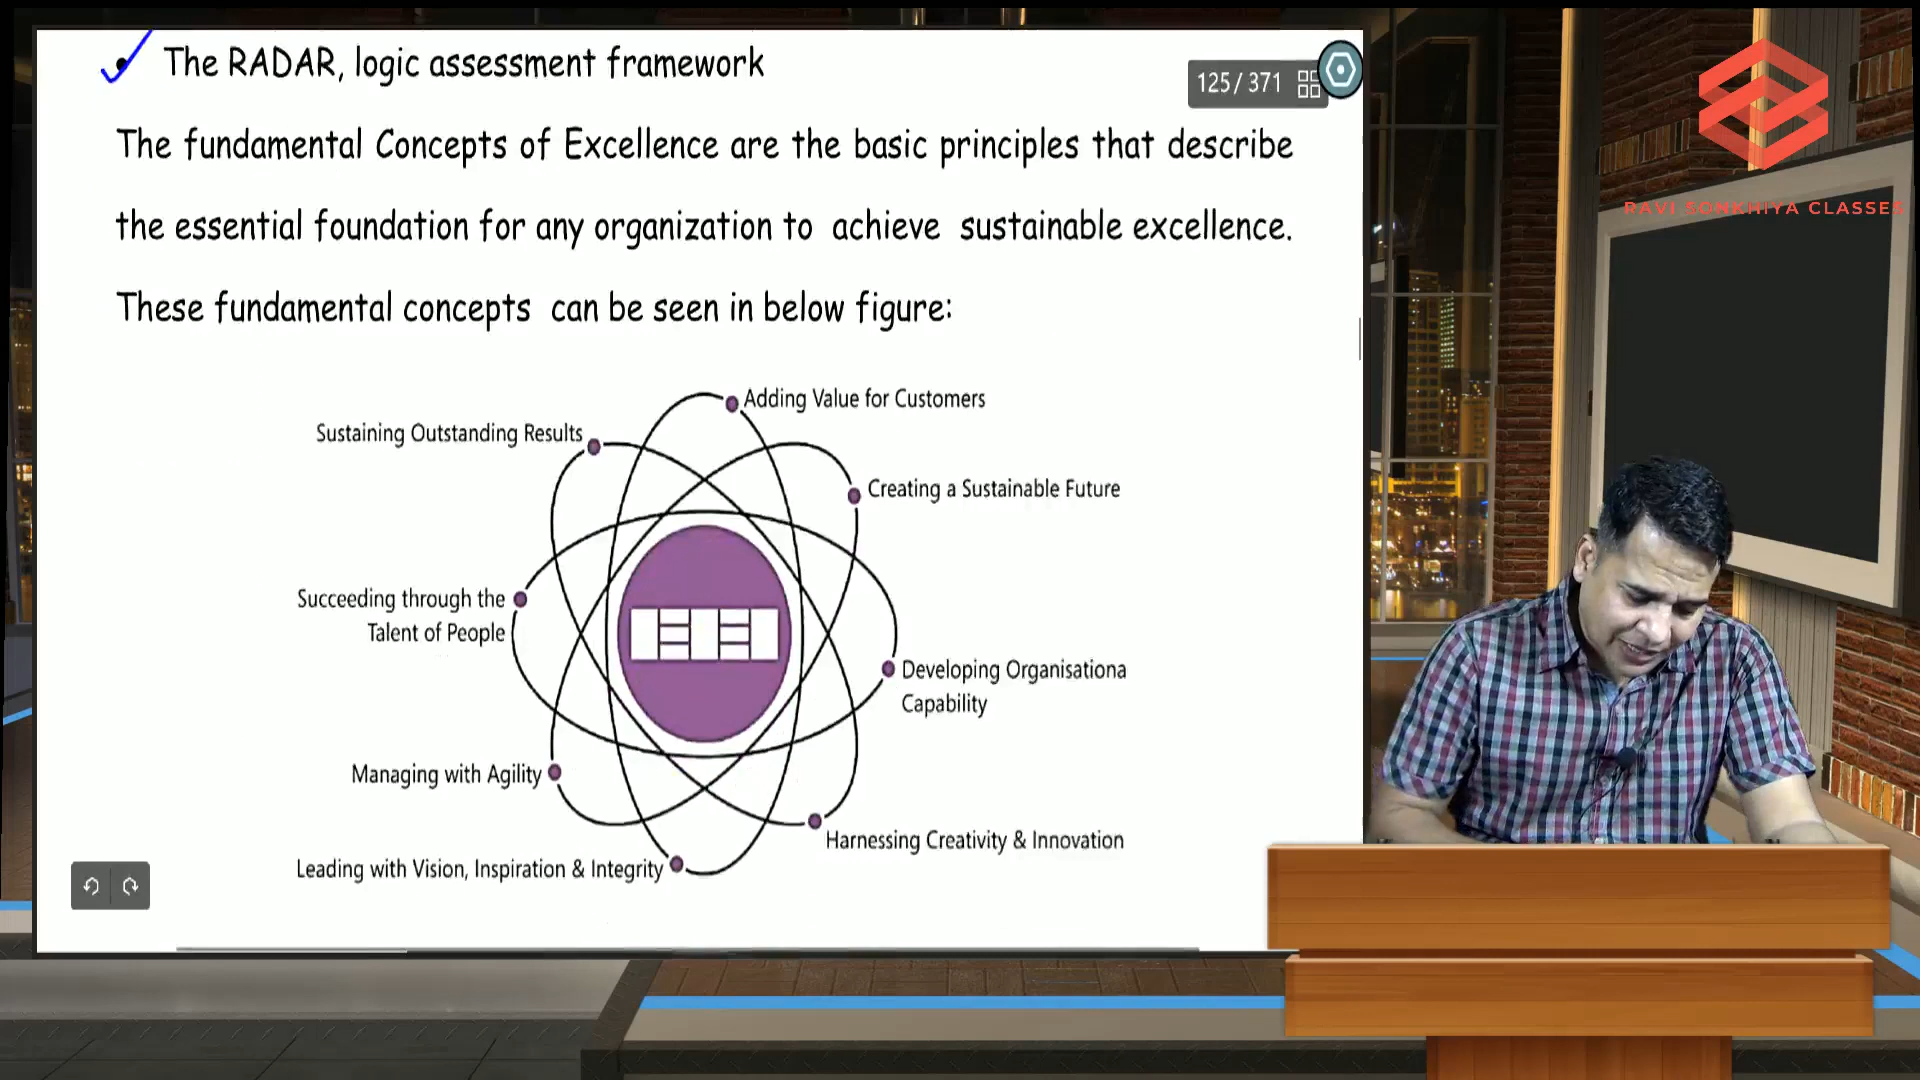 The RADAR, logic assessment framework
125 / 371
The fundamental Concepts of Excellence are the basic principles that describe
the essential foundation for any organization to achieve sustainable excellence.
These fundamental concepts can be seen in below figure:
Adding Value for Customers
Sustaining Outstanding Results
Creating a Sustainable Future
Succeeding through the
Talent of People
Developing Organisationa
Capability
Managing with Agility
Harnessing Creativity & Innovation
Leading with Vision, Inspiration & Integrity
RAVI SONKHIYA CLASSES